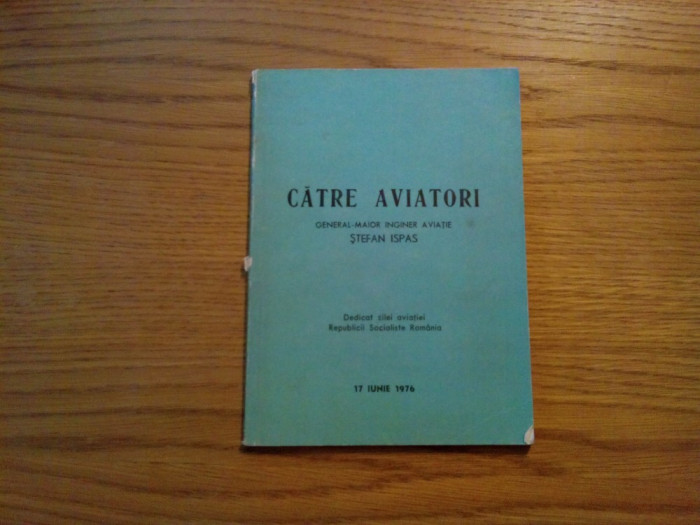 CĂTRE AVIATORI
GENERAL-MAIOR INGINER AVIAȚIE
ȘTEFAN ISPAS
Dedicat zilei aviației
Republicii Socialiste România
17 IUNIE 1976